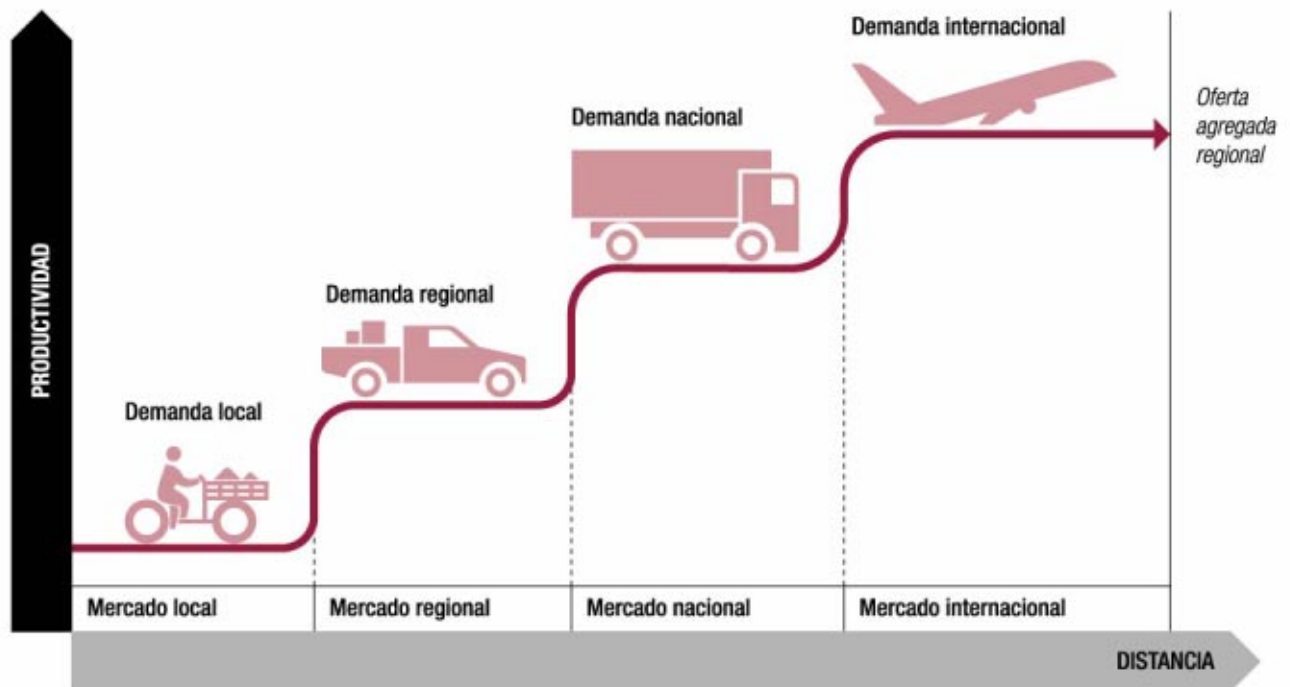 Demanda internacional
Oferta
agregada
regional
Demanda nacional
Demanda regional
Demanda local
PRODUCTIVIDAD
Mercado local
Mercado regional
Mercado nacional
Mercado internacional
DISTANCIA